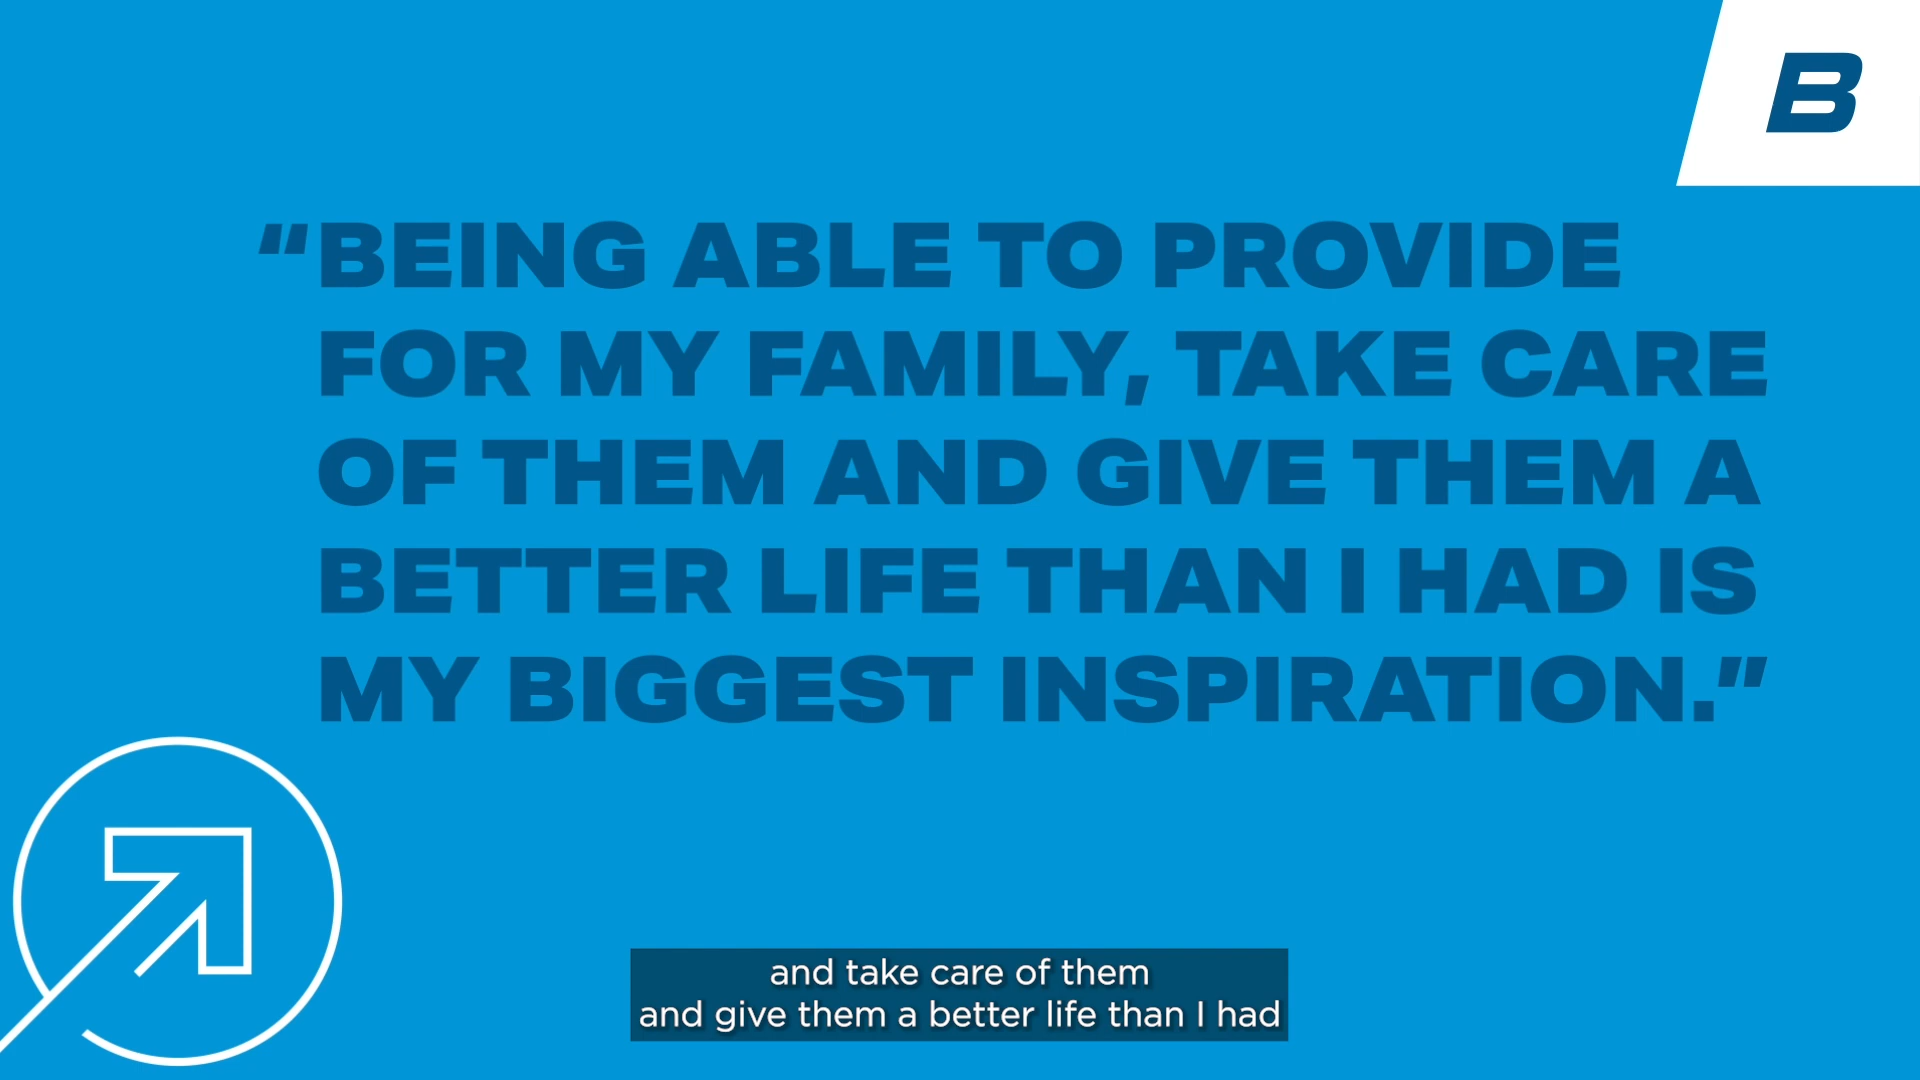 B
“BEING ABLE TO PROVIDE
FOR MY FAMILY, TAKE CARE
OF THEM AND GIVE THEM A
BETTER LIFE THAN I HAD IS
MY BIGGEST INSPIRATION.”
and take care of them
and give them a better life than I had